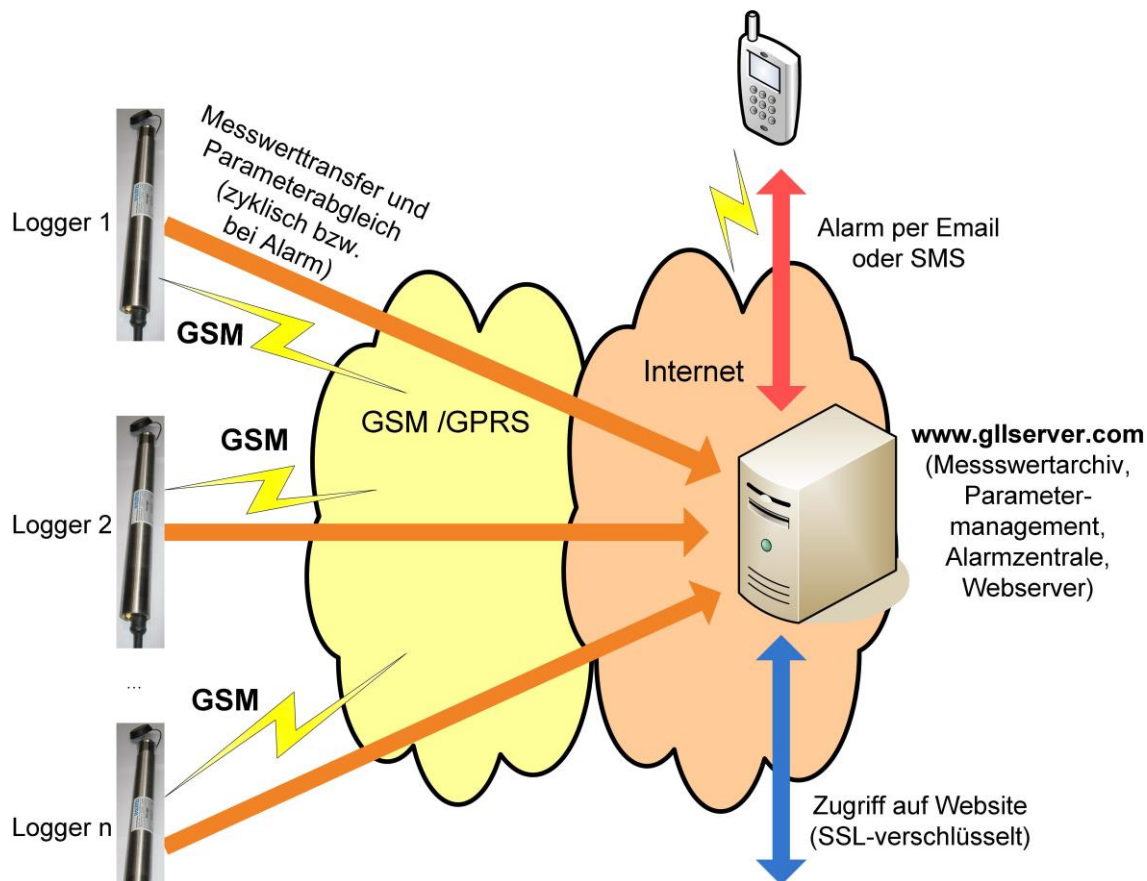 Logger 1
Messwerttransfer und
Parameterabgleich
(zyklisch bzw.
bei Alarm)
GSM
Alarm per Email
oder SMS
Internet
GSM /GPRS
GSM
Logger 2
www.gllserver.com
(Messswertarchiv,
Parameter-
management,
Alarmzentrale,
Webserver)
...
GSM
Logger n
Zugriff auf Website
(SSL-verschlüsselt)